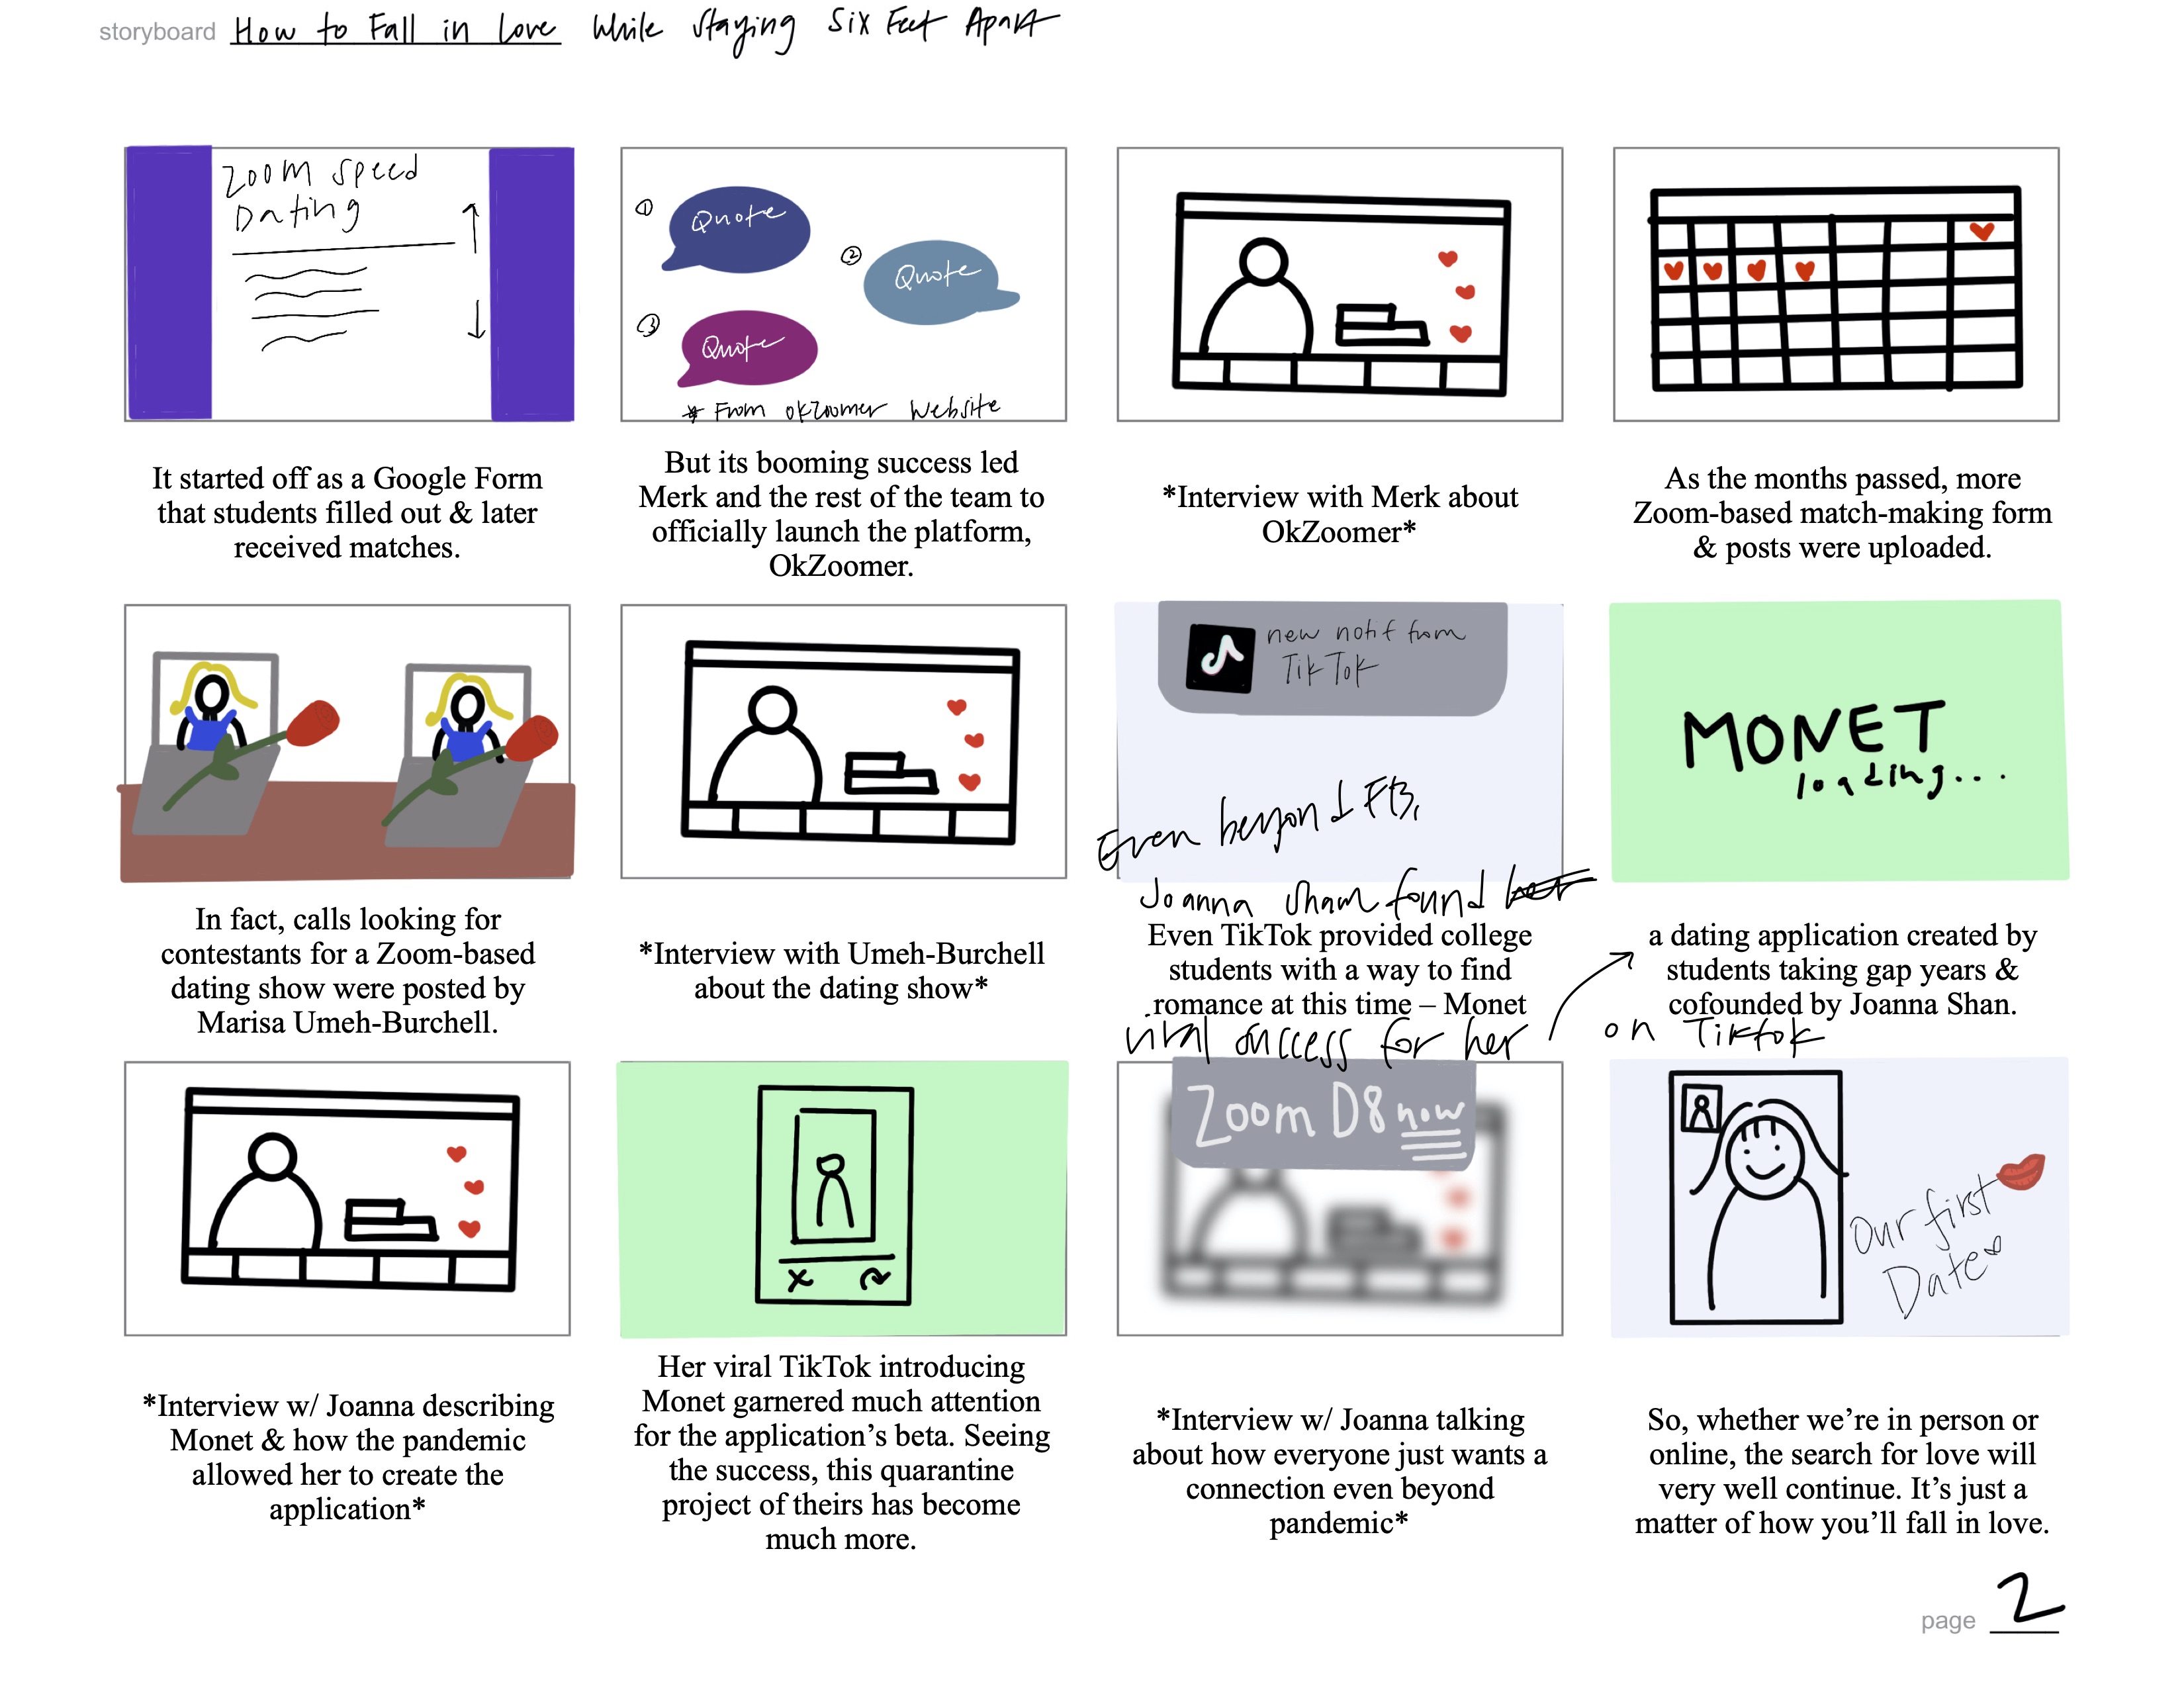 storyboard How to Fall in Love While Staying Six Feet Apart
Zoom Speed
Dating
It started off as a Google Form
that students filled out & later
received matches.
① Quote
② Quote
③ Quote
* From okzoomer website
But its booming success led
Merk and the rest of the team to
officially launch the platform,
OkZoomer.
*Interview with Merk about
OkZoomer*
As the months passed, more
Zoom-based match-making form
& posts were uploaded.
In fact, calls looking for
contestants for a Zoom-based
dating show were posted by
Marisa Umeh-Burchell.
*Interview with Umeh-Burchell
about the dating show*
new notif from
TikTok
Even beyond FB,
Joanna Sham found
Even TikTok provided college
students with a way to find
romance at this time – Monet
viral success for her
MONET
loading...
a dating application created by
students taking gap years &
cofounded by Joanna Shan.
on Tiktok
*Interview w/ Joanna describing
Monet & how the pandemic
allowed her to create the
application*
Her viral TikTok introducing
Monet garnered much attention
for the application’s beta. Seeing
the success, this quarantine
project of theirs has become
much more.
Zoom D8 now
*Interview w/ Joanna talking
about how everyone just wants a
connection even beyond
pandemic*
Our first
Date
So, whether we’re in person or
online, the search for love will
very well continue. It’s just a
matter of how you’ll fall in love.
page 2